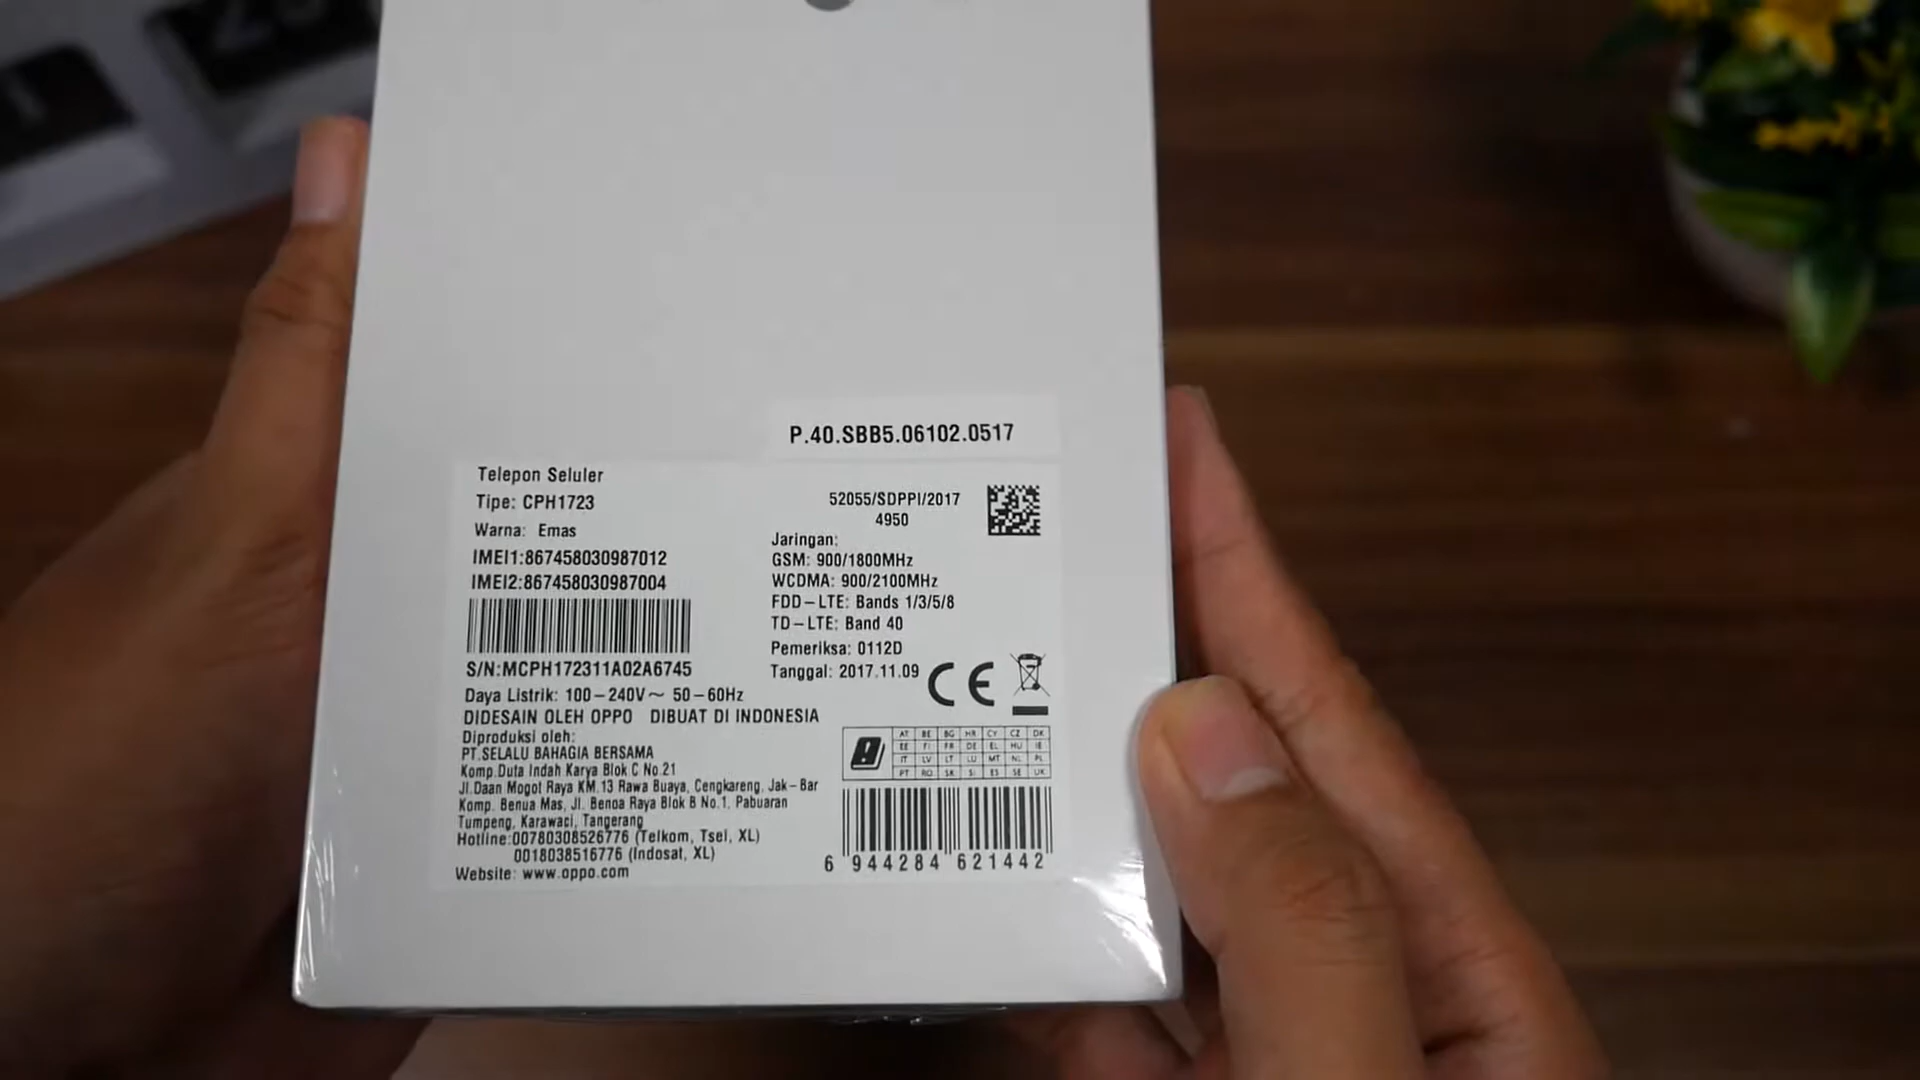 P.40.SBB5.06102.0517
Telepon Seluler
Tipe: CPH1723
Warna: Emas
IMEI1:867458030987012
IMEI2:867458030987004
S/N:MCPH172311A02A6745
52055/SDPPI/2017
4950
Jaringan:
GSM: 900/1800MHz
WCDMA: 900/2100MHz
FDD-LTE: Bands 1/3/5/8
TD-LTE: Band 40
Pemeriksa: 0112D
Tanggal: 2017.11.09
CE
Daya Listrik: 100-240V~ 50-60Hz
DIDESAIN OLEH OPPO DIBUAT DI INDONESIA
Diproduksi oleh:
PT.SELALU BAHAGIA BERSAMA
Komp.Duta Indah Karya Blok C No.21
Jl.Daan Mogot Raya KM.13 Rawa Buaya, Cengkareng, Jak-Bar
Komp. Benua Mas, Jl. Benoa Raya Blok B No.1, Pabuaran
Tumpeng, Karawaci, Tangerang
Hotline:00780308526776 (Telkom, Tsel, XL)
0018038516776 (Indosat, XL)
Website: www.oppo.com
AT BE BG HR CY CZ DK
EE FI FR DE EL HU IE
IT LV LT LU MT NL PL
PT RO SK SI ES SE UK
6 944284 621442